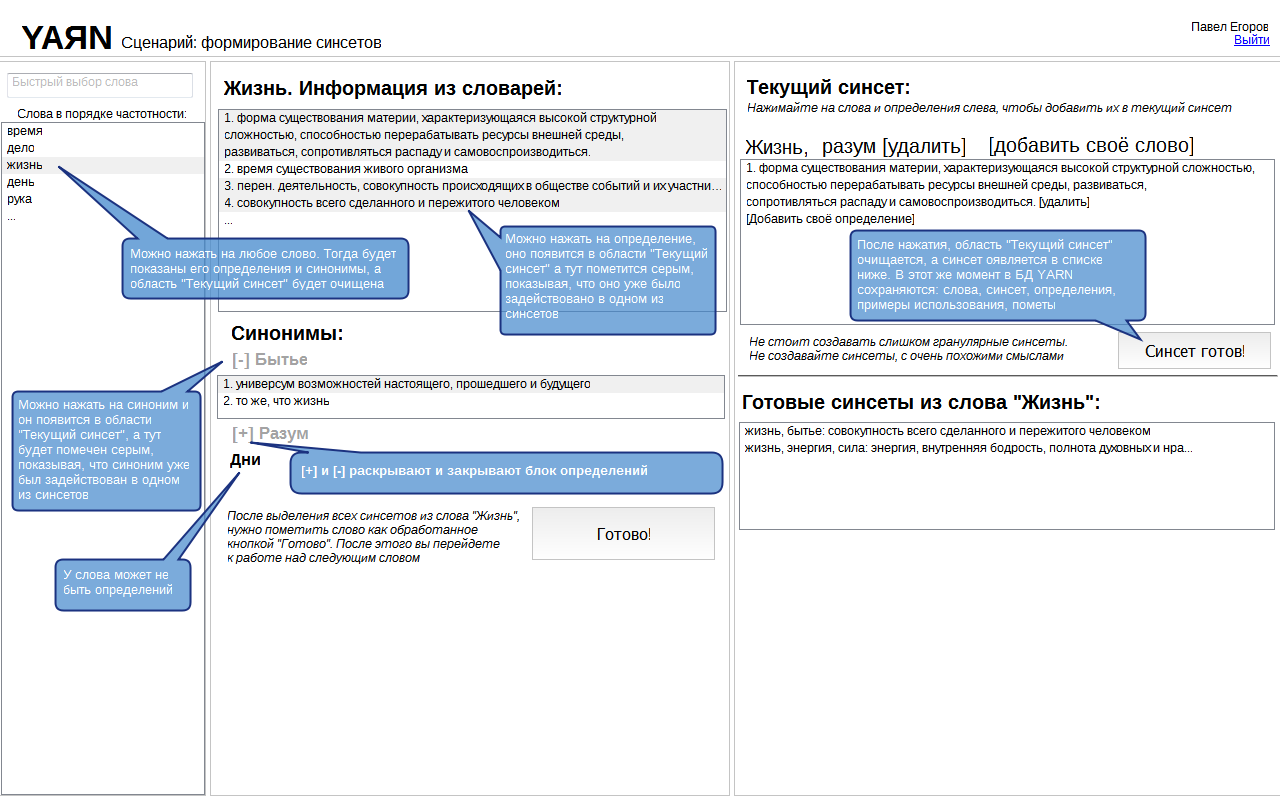 YAЯN Сценарий: формирование синсетов
Павел Егоров
Выйти
Быстрый выбор слова
Слова в порядке частотности:
время
дело
жизнь
день
рука
...
Можно нажать на любое слово. Тогда будет
показаны его определения и синонимы, а
область "Текущий синсет" будет очищена
Жизнь. Информация из словарей:
1. форма существования материи, характеризующаяся высокой структурной
сложностью, способностью перерабатывать ресурсы внешней среды,
развиваться, сопротивляться распаду и самовоспроизводиться.
2. время существования живого организма
3. перен. деятельность, совокупность происходящих в обществе событий и их участни...
4. совокупность всего сделанного и пережитого человеком
...
Можно нажать на определение,
оно появится в области "Текущий
синсет" а тут пометится серым,
показывая, что оно уже было
задействовано в одном из
синсетов
Синонимы:
[-] Бытье
1. универсум возможностей настоящего, прошедшего и будущего
2. то же, что жизнь
[+] Разум
Дни
[+] и [-] раскрывают и закрывают блок определений
Можно нажать на синоним и
он появится в области
"Текущий синсет", а тут
будет помечен серым,
показывая, что синоним уже
был задействован в одном
из синсетов
У слова может не
быть определений
После выделения всех синсетов из слова "Жизнь",
нужно пометить слово как обработанное
кнопкой "Готово". После этого вы перейдете
к работе над следующим словом
Готово!
Текущий синсет:
Нажимайте на слова и определения слева, чтобы добавить их в текущий синсет
Жизнь, разум [удалить] [добавить своё слово]
1. форма существования материи, характеризующаяся высокой структурной сложностью,
способностью перерабатывать ресурсы внешней среды, развиваться,
сопротивляться распаду и самовоспроизводиться. [удалить]
[Добавить своё определение]
После нажатия, область "Текущий синсет"
очищается, а синсет оявляется в списке
ниже. В этот же момент в БД YARN
сохраняются: слова, синсет, определения,
примеры использования, пометы
Не стоит создавать слишком гранулярные синсеты.
Не создавайте синсеты, с очень похожими смыслами
Синсет готов!
Готовые синсеты из слова "Жизнь":
жизнь, бытье: совокупность всего сделанного и пережитого человеком
жизнь, энергия, сила: энергия, внутренняя бодрость, полнота духовных и нра...